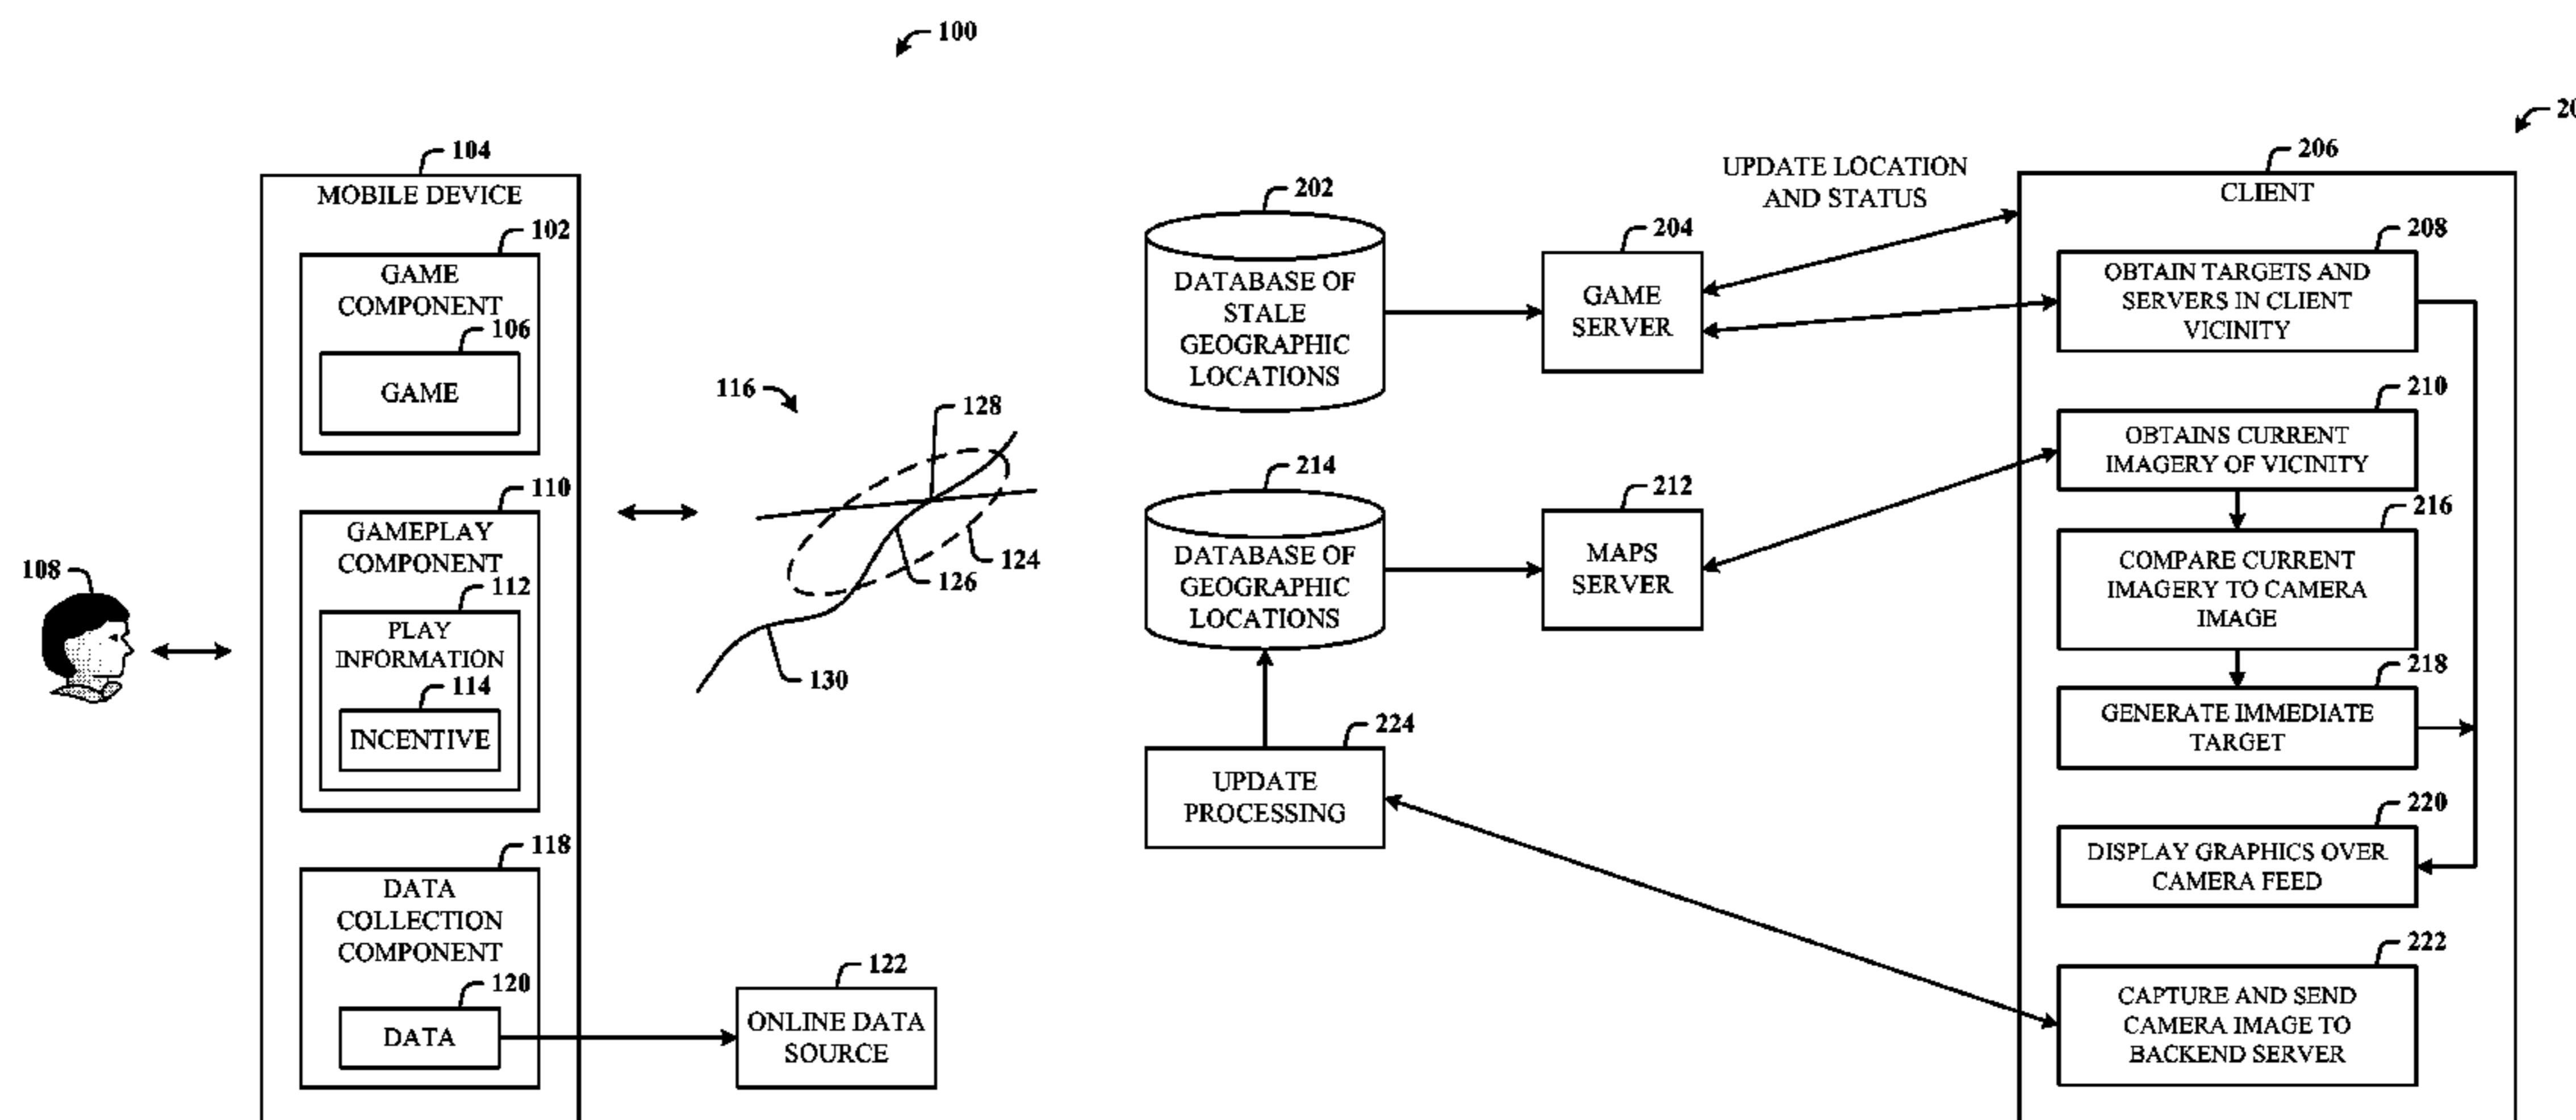 100
104
MOBILE DEVICE
102
GAME
COMPONENT
106
GAME
108
110
GAMEPLAY
COMPONENT
112
PLAY
INFORMATION
114
INCENTIVE
118
DATA
COLLECTION
COMPONENT
120
DATA
122
ONLINE DATA
SOURCE
116
128
124
126
130
202
DATABASE OF
STALE
GEOGRAPHIC
LOCATIONS
204
GAME
SERVER
UPDATE LOCATION
AND STATUS
214
DATABASE OF
GEOGRAPHIC
LOCATIONS
212
MAPS
SERVER
224
UPDATE
PROCESSING
206
CLIENT
208
OBTAIN TARGETS AND
SERVERS IN CLIENT
VICINITY
210
OBTAINS CURRENT
IMAGERY OF VICINITY
216
COMPARE CURRENT
IMAGERY TO CAMERA
IMAGE
218
GENERATE IMMEDIATE
TARGET
220
DISPLAY GRAPHICS OVER
CAMERA FEED
222
CAPTURE AND SEND
CAMERA IMAGE TO
BACKEND SERVER